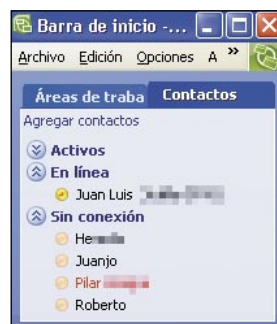 Barra de inicio -...
Archivo Edición Opciones A »
Áreas de traba Contactos
Agregar contactos
Activos
En línea
Juan Luis
Sin conexión
Juanjo
Pilar
Roberto